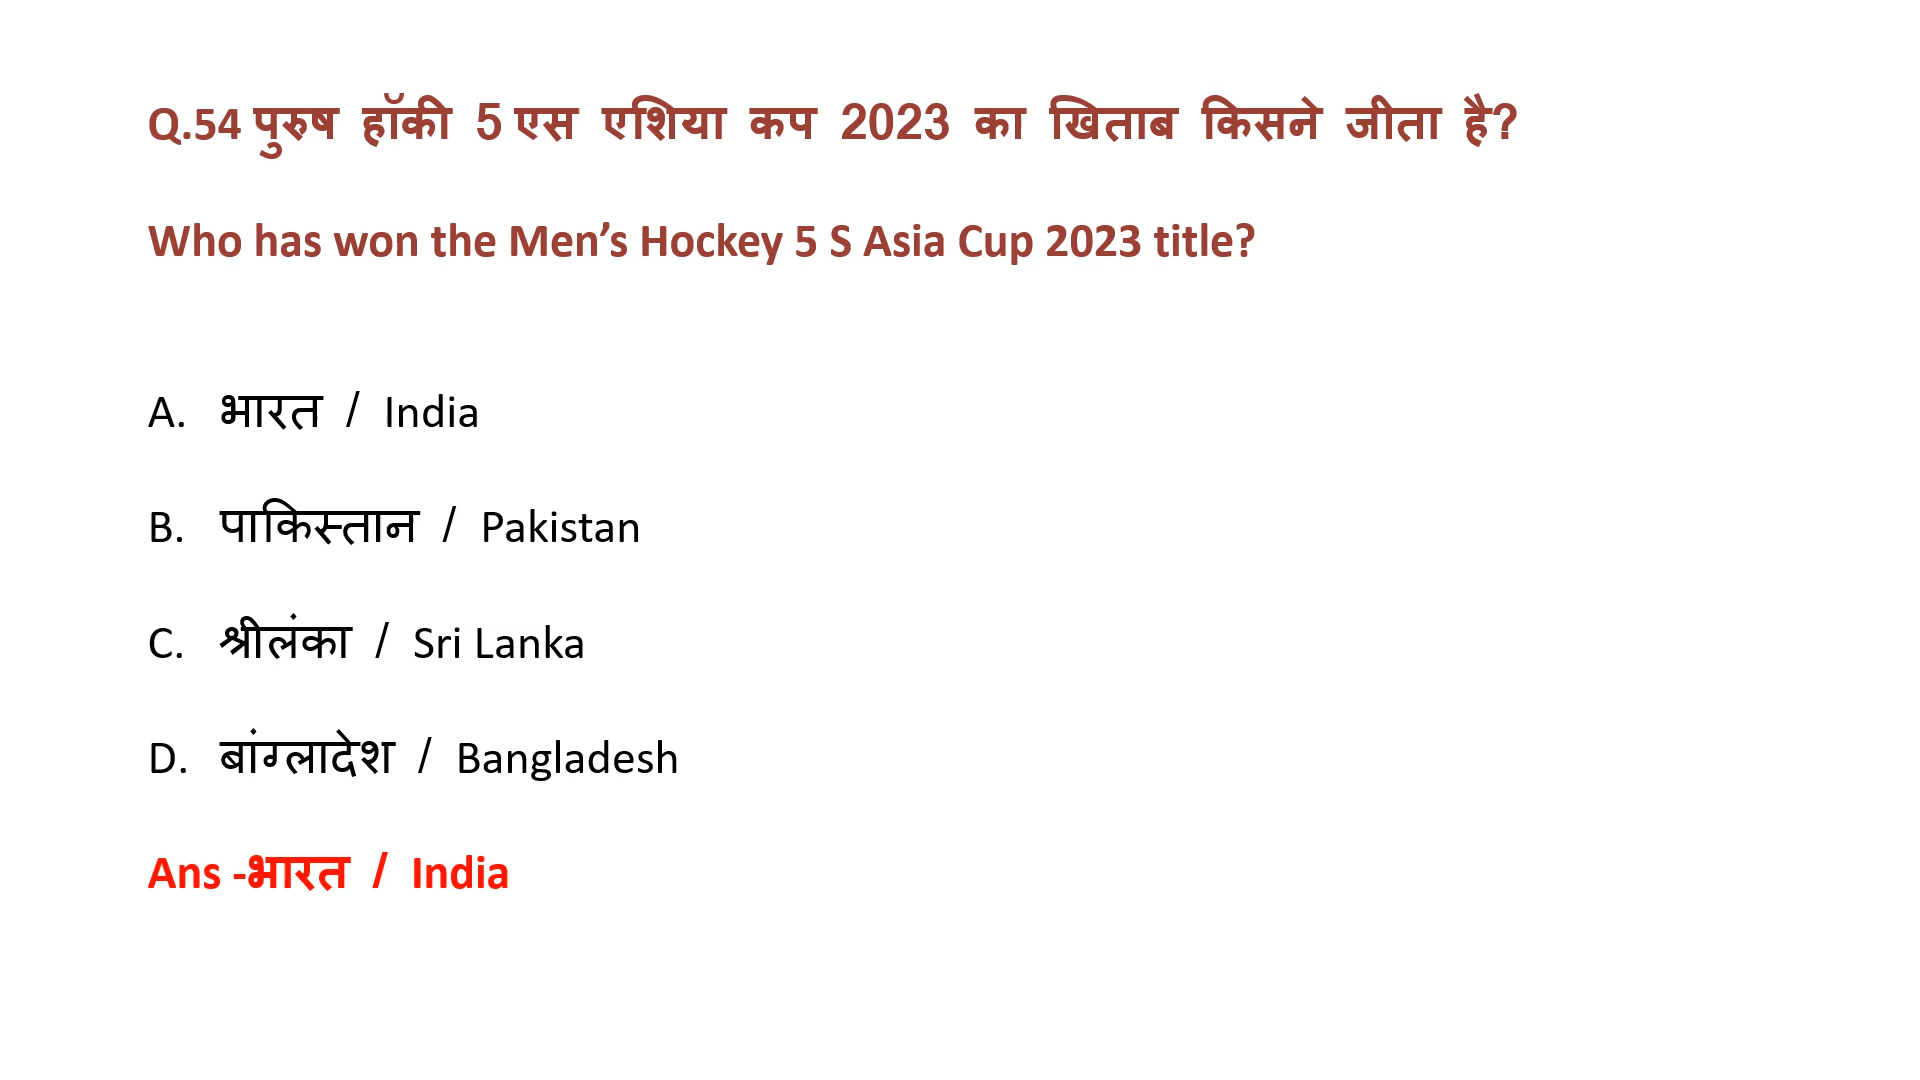 Q.54 पुरुष हॉकी 5 एस एशिया कप 2023 का खिताब किसने जीता है?
Who has won the Men’s Hockey 5 S Asia Cup 2023 title?
A. भारत / India
B. पाकिस्तान / Pakistan
C. श्रीलंका / Sri Lanka
D. बांग्लादेश / Bangladesh
Ans -भारत / India